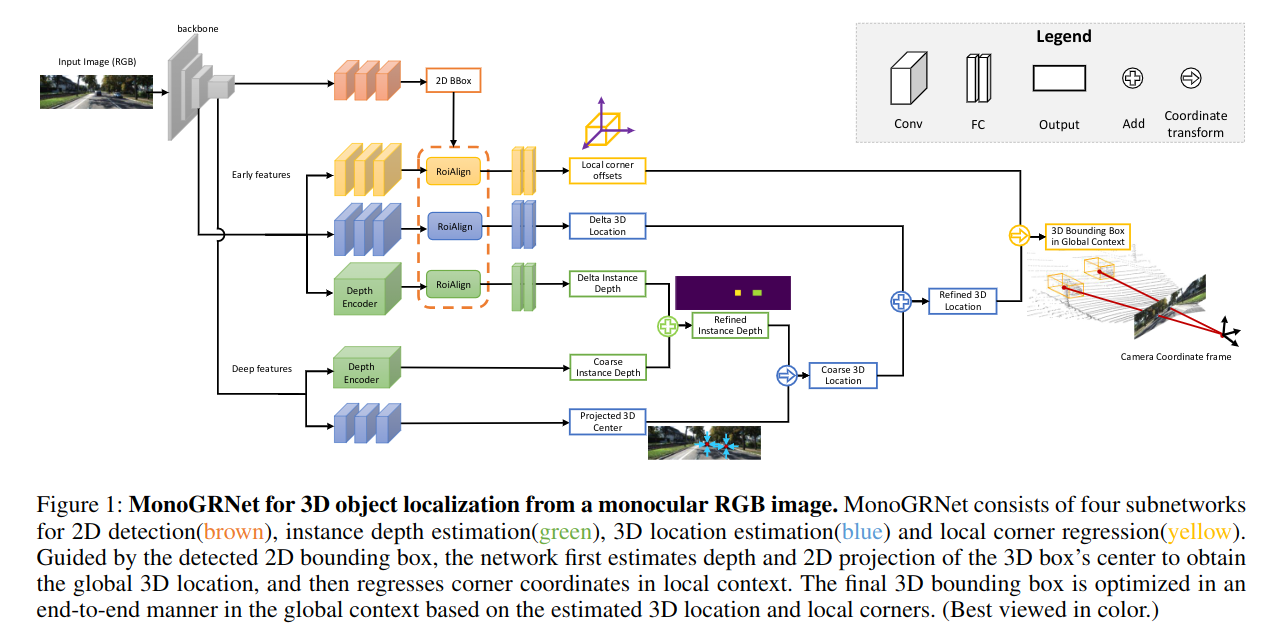 backbone
Input Image (RGB)
2D BBox
Legend
Conv
FC
Output
Add
Coordinate
transform
Early features
RoiAlign
Local corner
offsets
RoiAlign
Delta 3D
Location
3D Bounding Box
in Global Context
Depth
Encoder
RoiAlign
Delta Instance
Depth
Refined 3D
Location
Refined
Instance Depth
Camera Coordinate frame
Deep features
Depth
Encoder
Coarse
Instance Depth
Coarse 3D
Location
Projected 3D
Center
Figure 1: MonoGRNet for 3D object localization from a monocular RGB image. MonoGRNet consists of four subnetworks
for 2D detection(brown), instance depth estimation(green), 3D location estimation(blue) and local corner regression(yellow).
Guided by the detected 2D bounding box, the network first estimates depth and 2D projection of the 3D box's center to obtain
the global 3D location, and then regresses corner coordinates in local context. The final 3D bounding box is optimized in an
end-to-end manner in the global context based on the estimated 3D location and local corners. (Best viewed in color.)